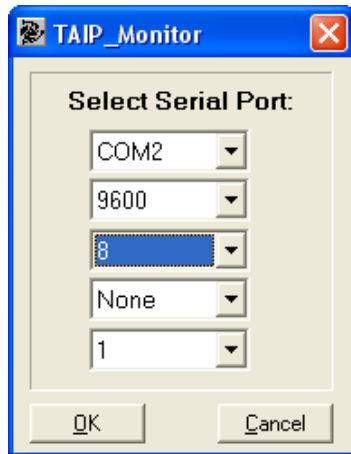 TAIP_Monitor
Select Serial Port:
COM2
9600
8
None
1
OK Cancel